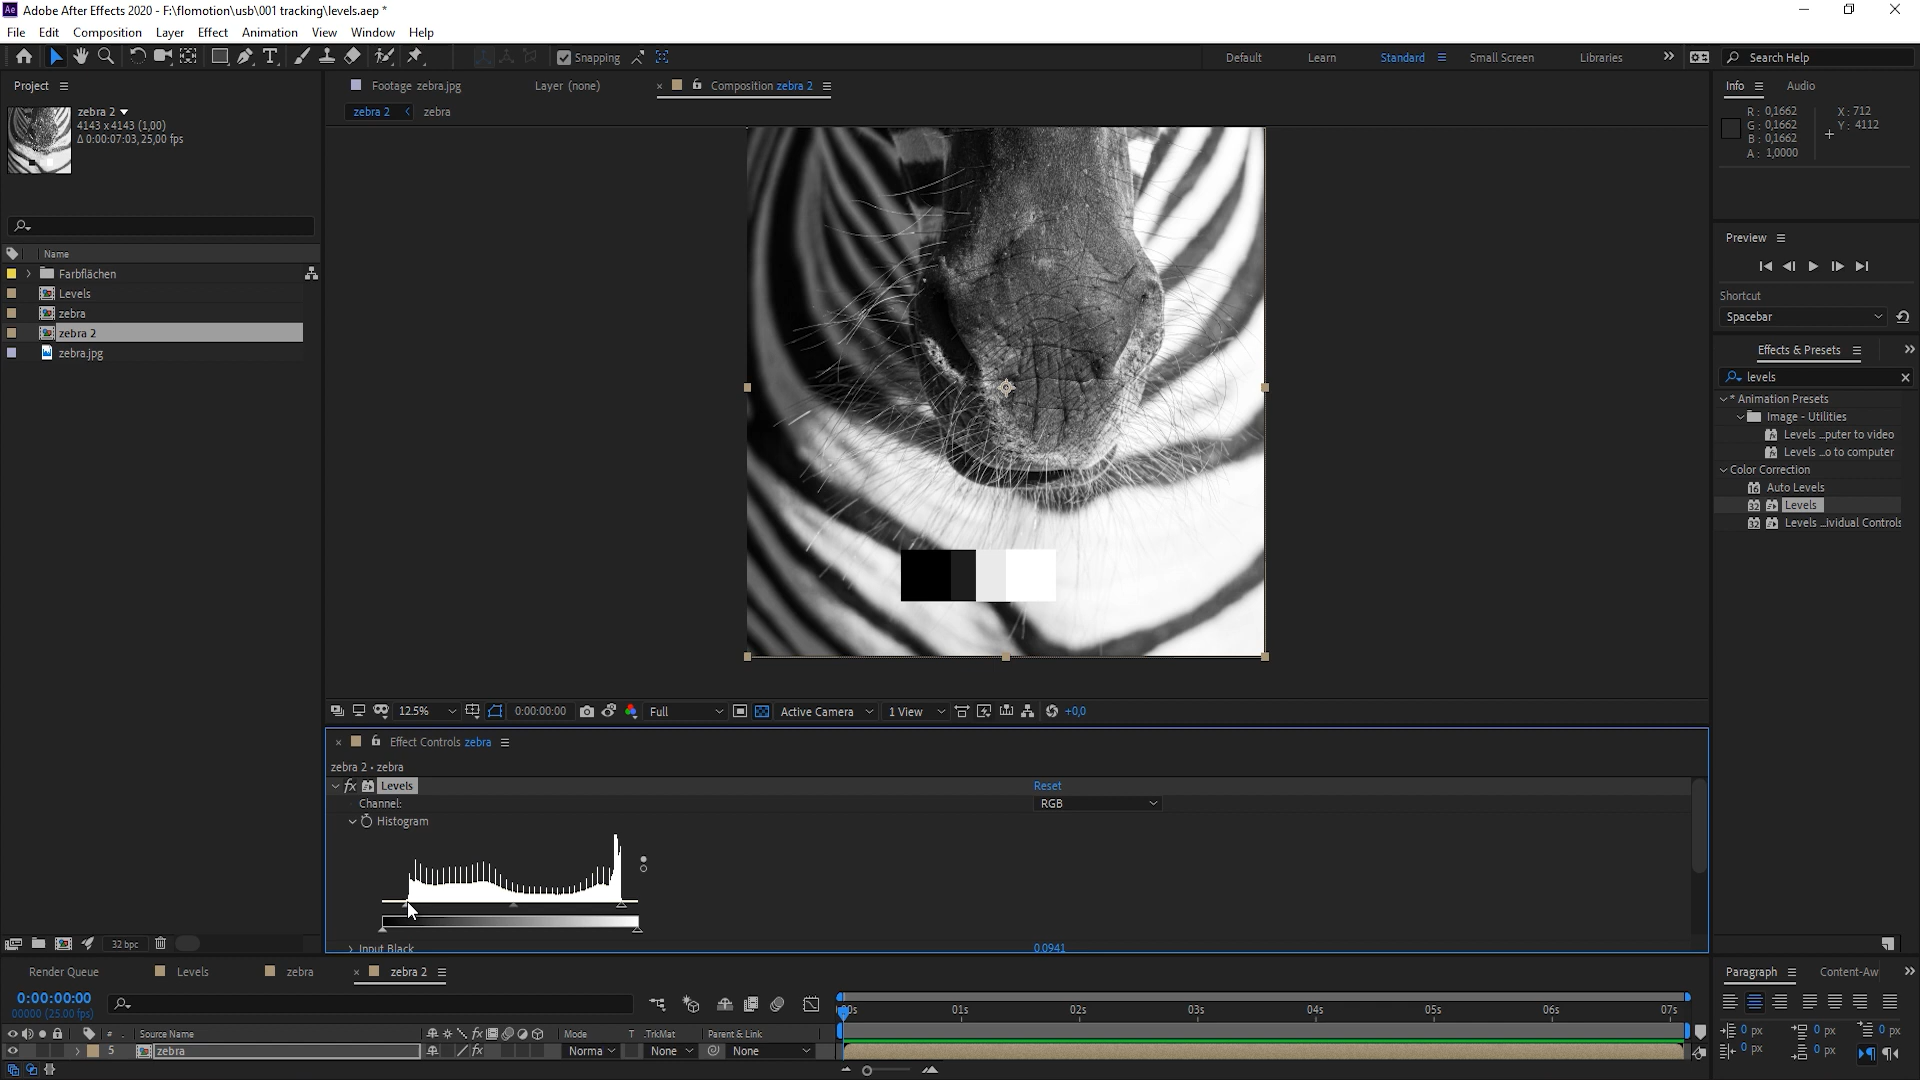 Adobe After Effects 2020 - F:\flomotion\usb\001 tracking\levels.aep *
File Edit Composition Layer Effect Animation View Window Help
Snapping
Default Learn Standard Small Screen Libraries
Search Help
Project
zebra 2
4143 x 4143 (1,00)
Δ 0:00:07:03, 25,00 fps
Name
Farbflächen
Levels
zebra
zebra 2
zebra.jpg
32 bpc
Footage zebra.jpg
Layer (none)
Composition zebra 2
zebra 2
zebra
12.5%
0:00:00:00
Full
Active Camera
1 View
+0,0
Effect Controls zebra
zebra 2 • zebra
fx Levels
Reset
Channel:
RGB
Histogram
Input Black
0,0941
Info
Audio
R: 0,1662
G: 0,1662
B: 0,1662
A: 1,0000
X: 712
Y: 4112
Preview
Shortcut
Spacebar
Effects & Presets
levels
* Animation Presets
Image - Utilities
Levels ...puter to video
Levels ...o to computer
Color Correction
16 Auto Levels
32 Levels
32 Levels ...ividual Controls
Render Queue
Levels
zebra
zebra 2
0:00:00:00
00000 (25.00 fps)
00s 01s 02s 03s 04s 05s 06s 07s
# . Source Name
fx
Mode
T .TrkMat
Parent & Link
5 zebra
fx
Norma
None
None
Paragraph
Content-Aw
0 px 0 px 0 px
0 px 0 px